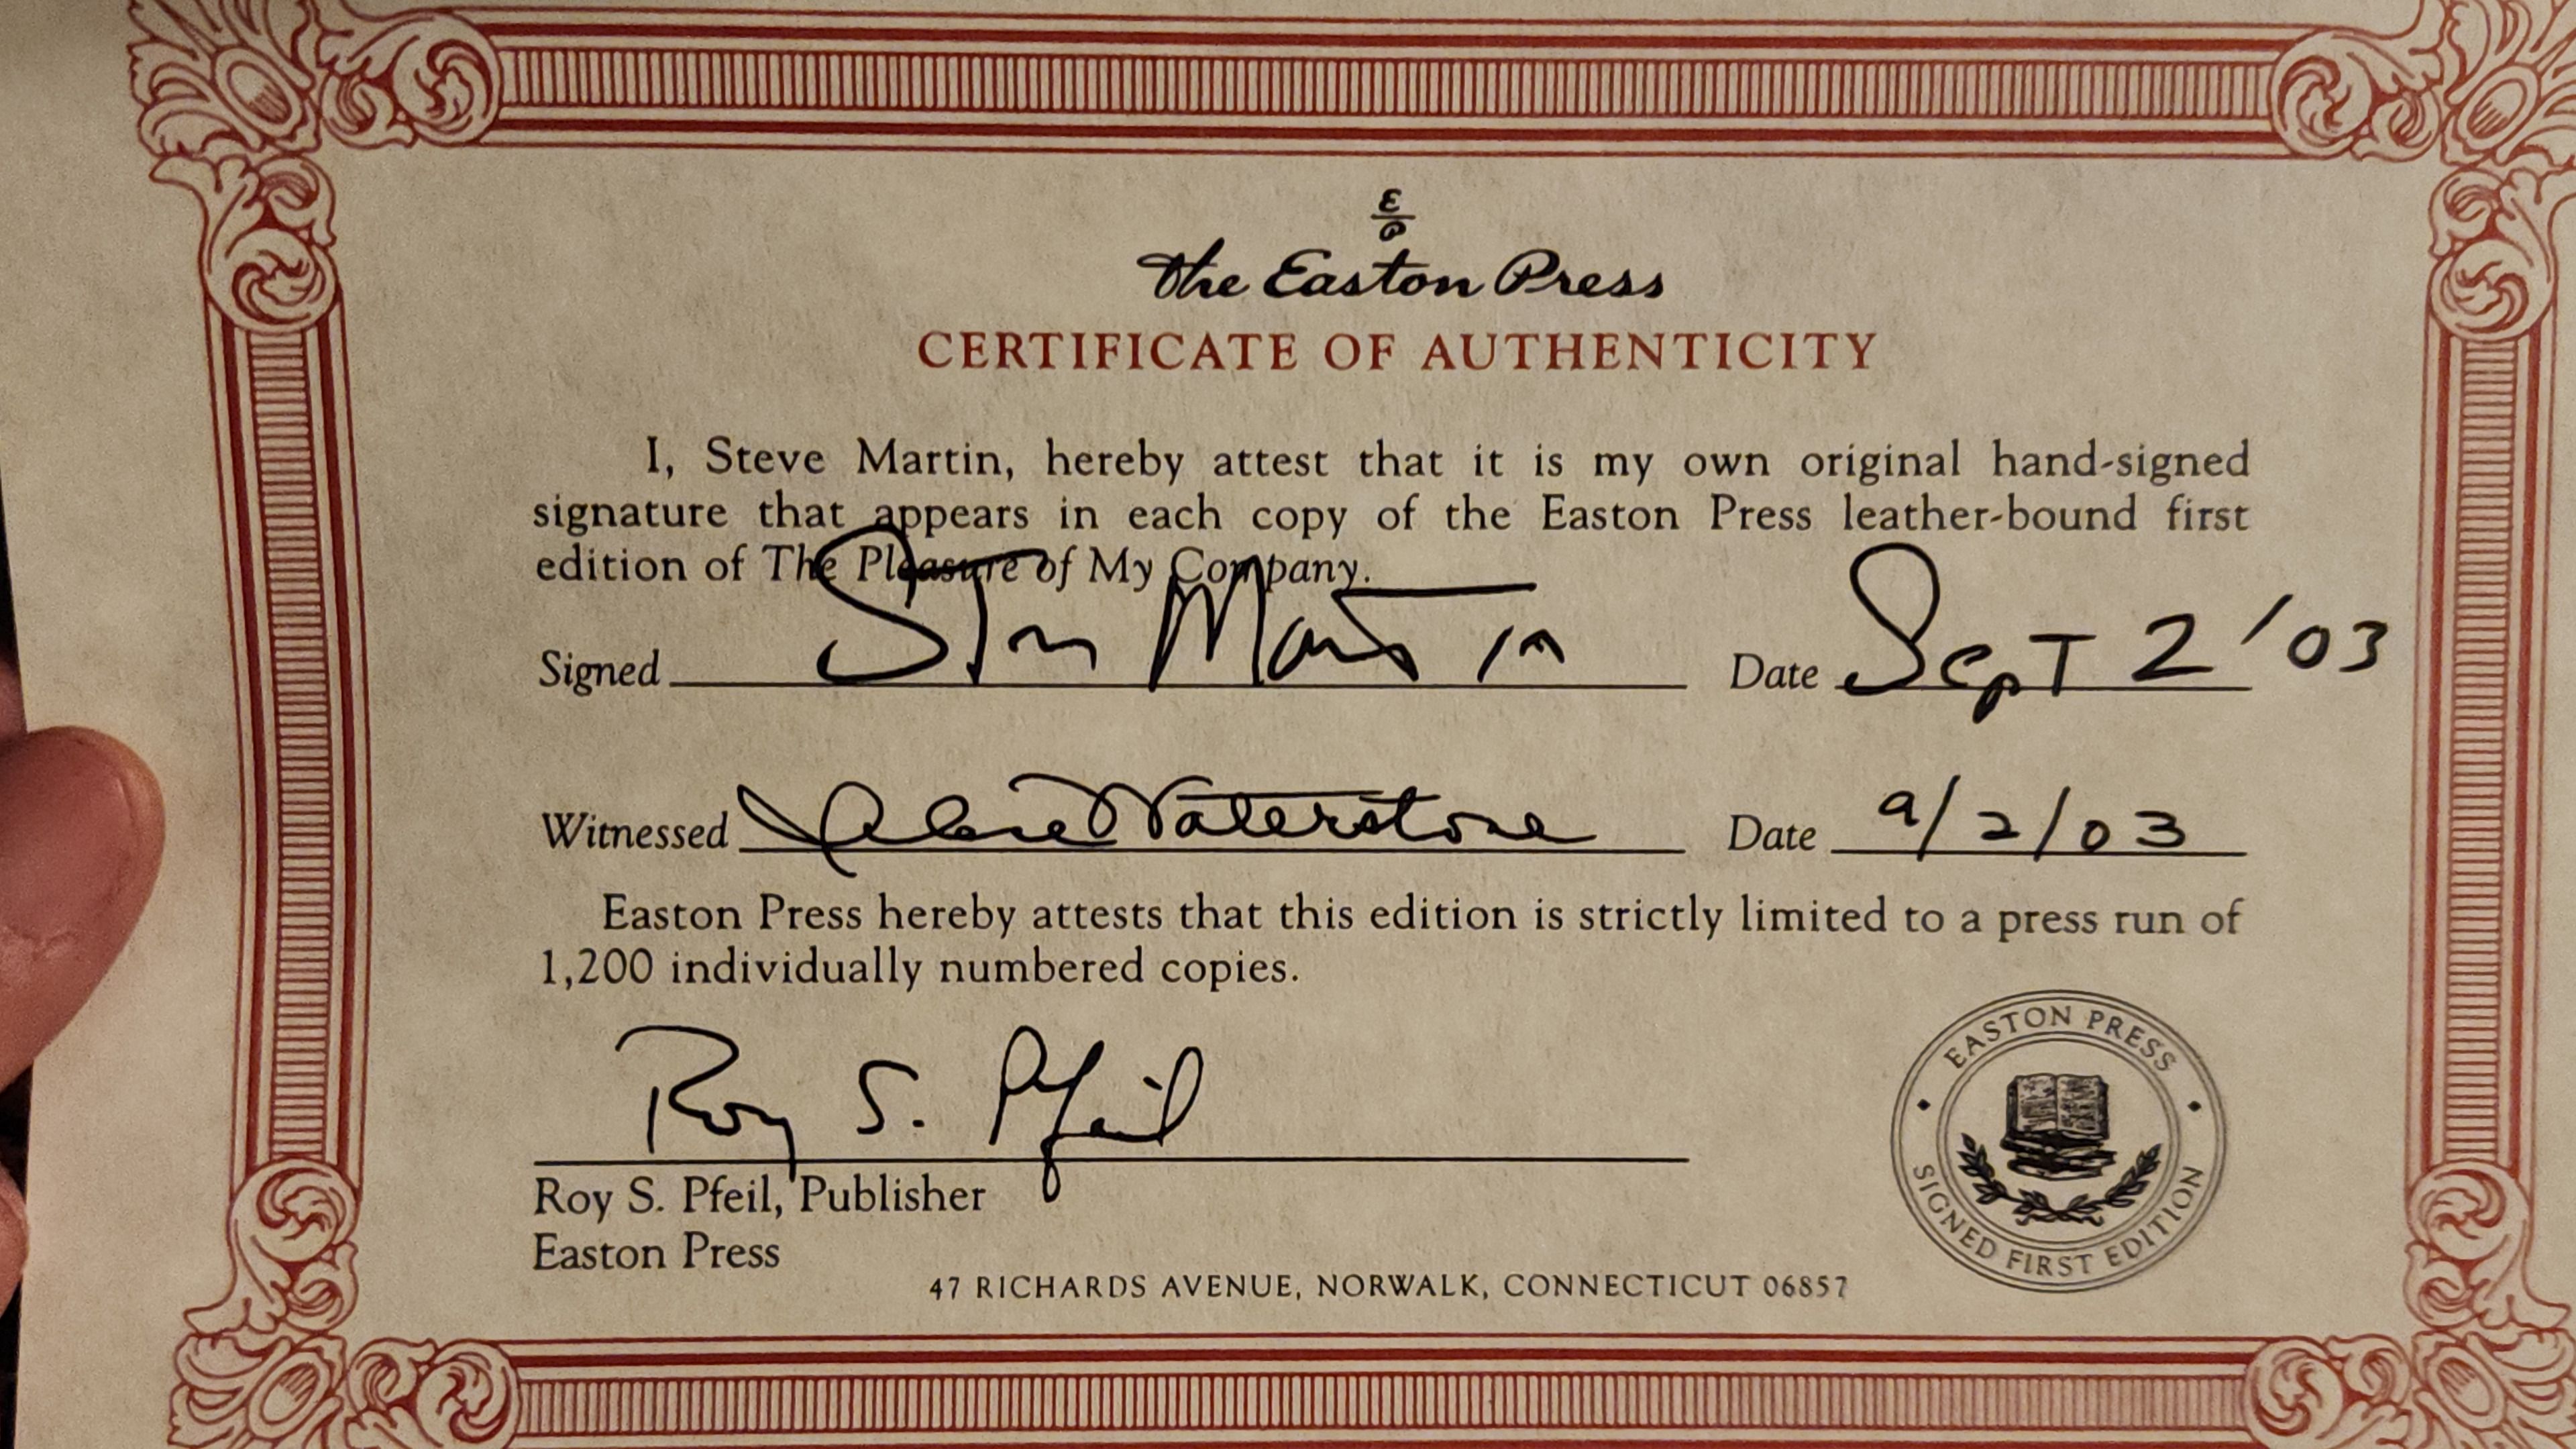 E
P
the Easton Press
CERTIFICATE OF AUTHENTICITY
I, Steve Martin, hereby attest that it is my own original hand-signed
signature that appears in each copy of the Easton Press leather-bound first
edition of The Pleasure of My Company.
Signed Steve Martin Date Sept 2 '03
Witnessed Waterstone Date 9/2/03
Easton Press hereby attests that this edition is strictly limited to a press run of
1,200 individually numbered copies.
Roy S. Pfeil
Roy S. Pfeil, Publisher
Easton Press
47 RICHARDS AVENUE, NORWALK, CONNECTICUT 06857
EASTON PRESS
SIGNED FIRST EDITION